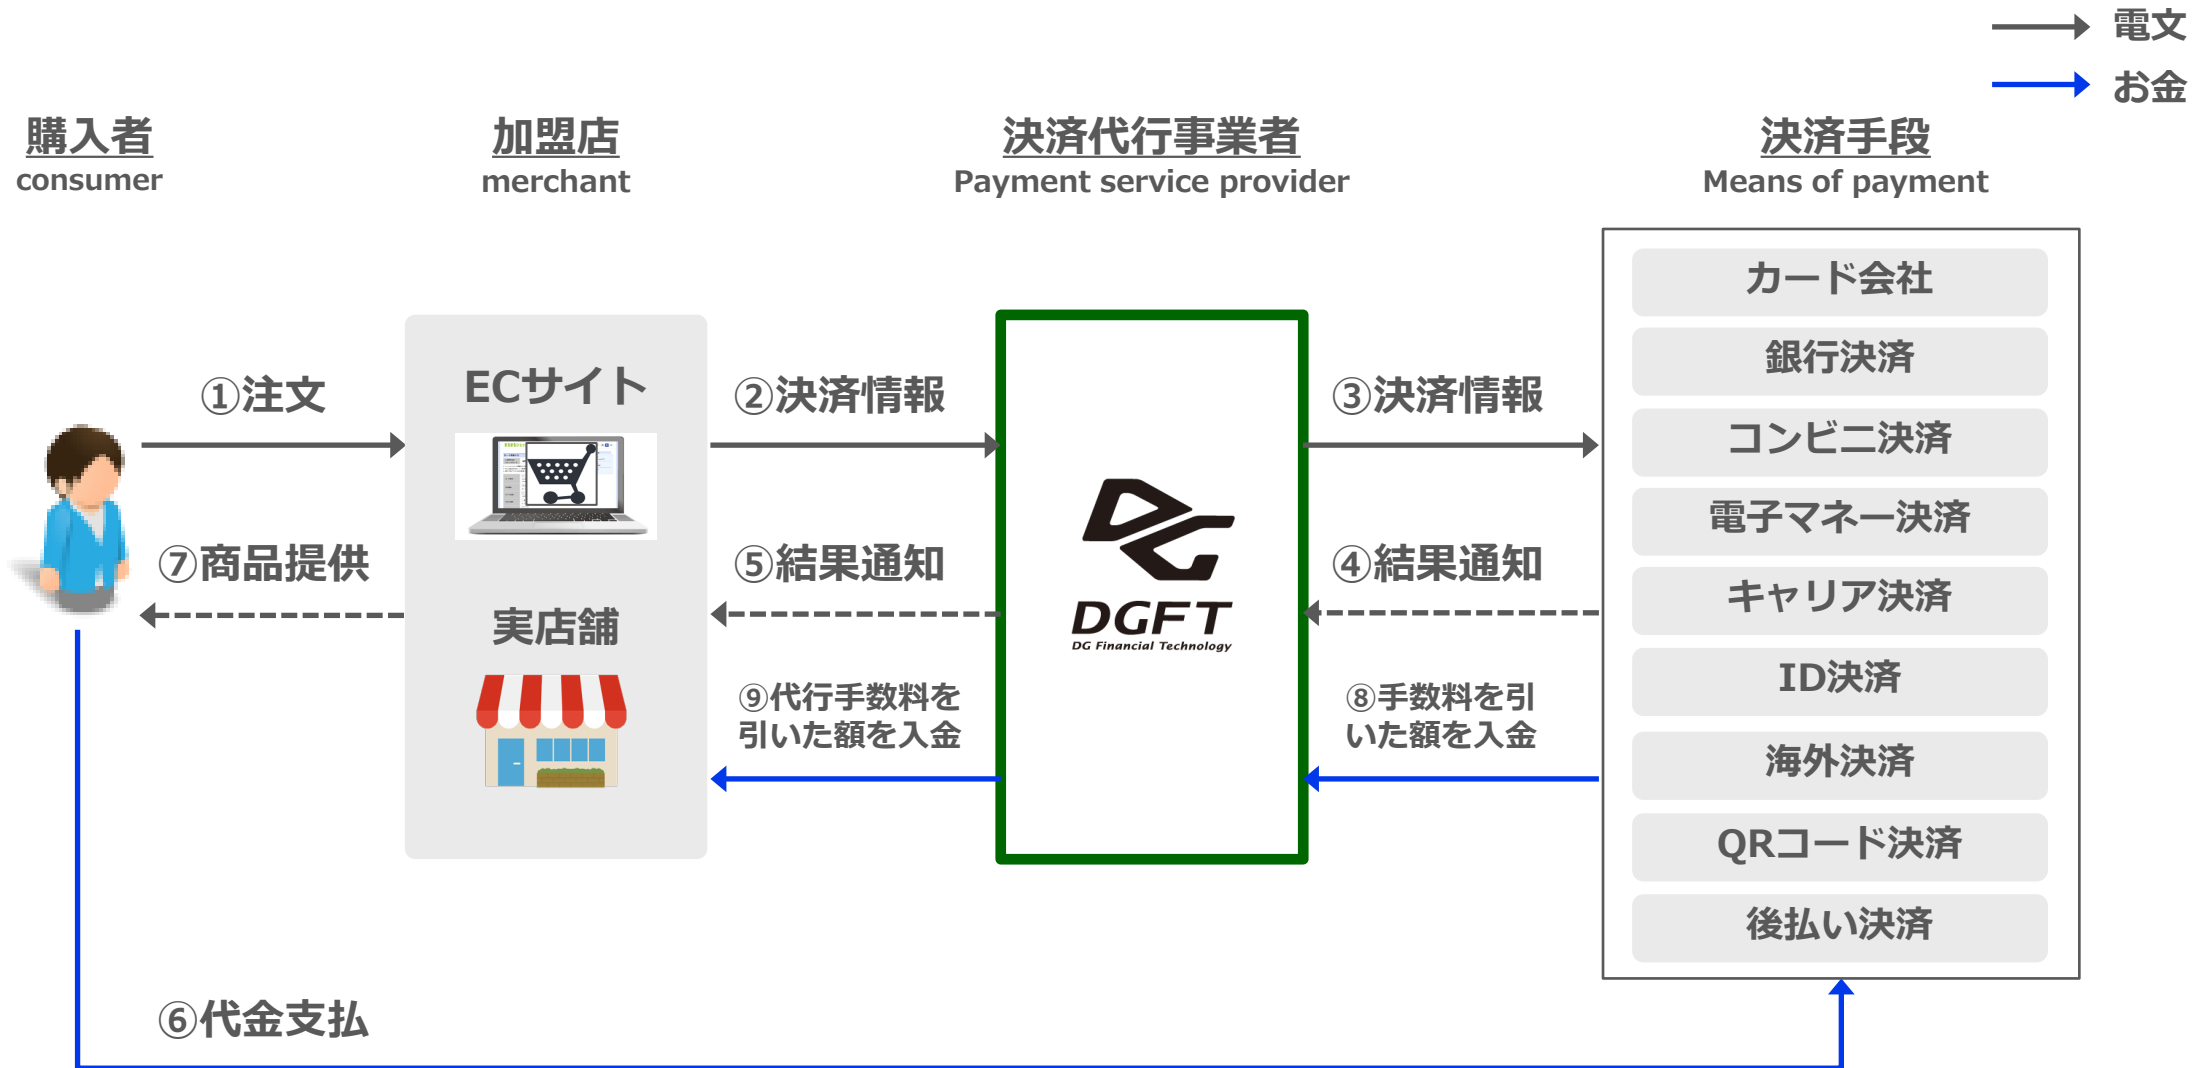 電文
お金
購入者
consumer
加盟店
merchant
決済代行事業者
Payment service provider
決済手段
Means of payment
①注文
⑦商品提供
ECサイト
実店舗
②決済情報
⑤結果通知
⑨代行手数料を
引いた額を入金
DGFT
DG Financial Technology
③決済情報
④結果通知
⑧手数料を引
いた額を入金
カード会社
銀行決済
コンビニ決済
電子マネー決済
キャリア決済
ID決済
海外決済
QRコード決済
後払い決済
⑥代金支払